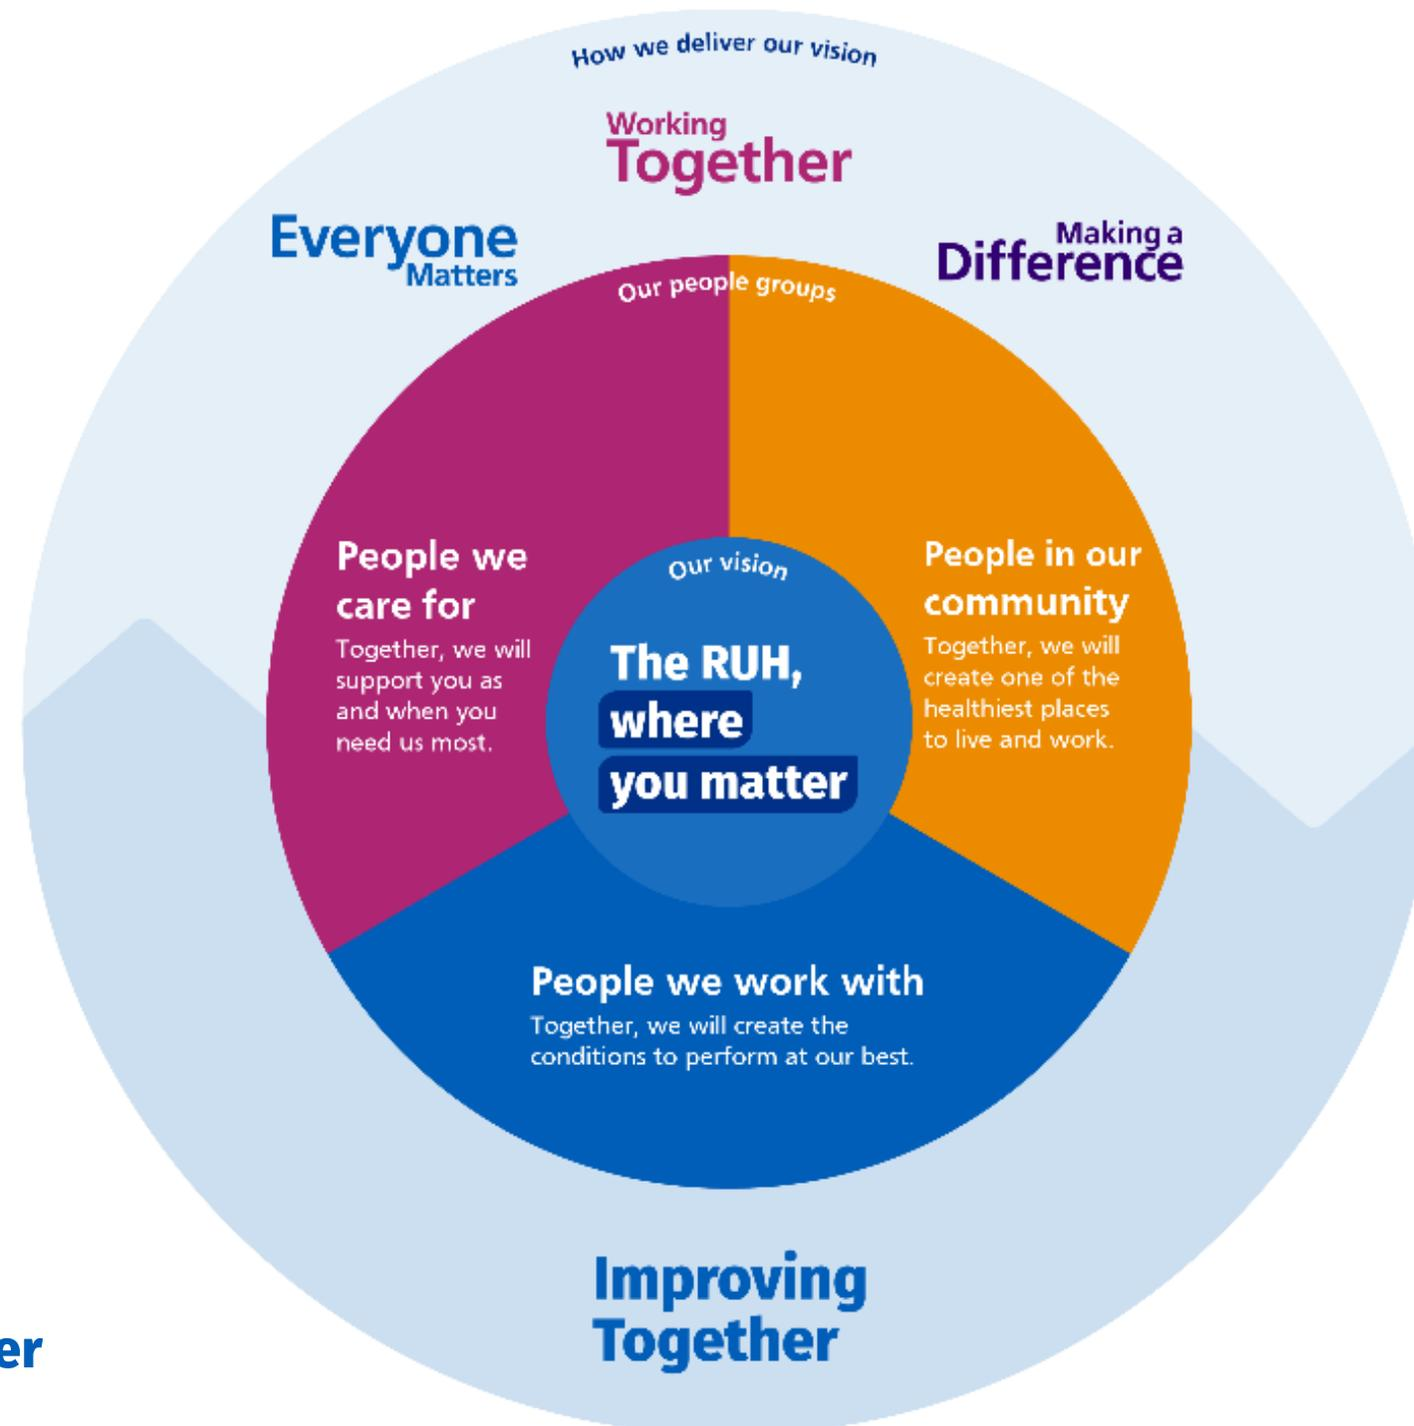 How we deliver our vision
Working
Together
Everyone
Matters
Making a
Difference
Our people groups
People we
care for
Together, we will
support you as
and when you
need us most.
Our vision
The RUH,
where
you matter
People in our
community
Together, we will
create one of the
healthiest places
to live and work.
People we work with
Together, we will create the
conditions to perform at our best.
Improving
Together
er